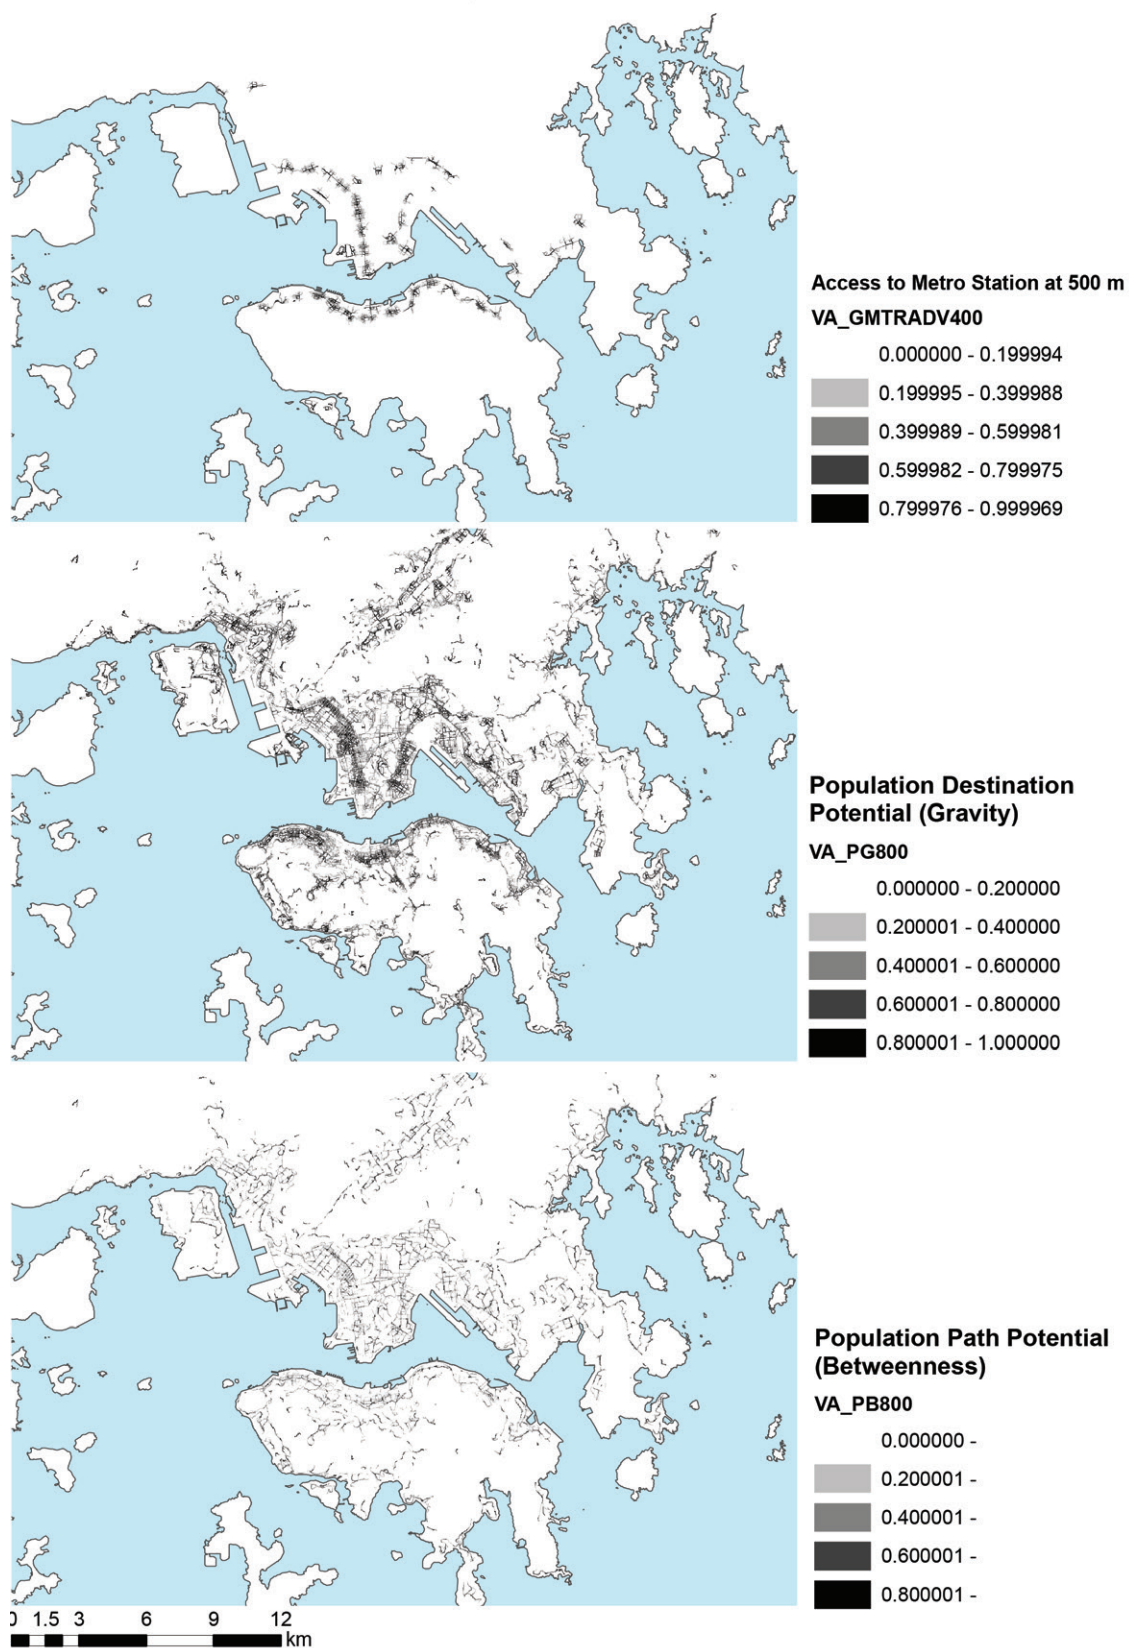 Access to Metro Station at 500 m
VA_GMTRADV400
0.000000 - 0.199994
0.199995 - 0.399988
0.399989 - 0.599981
0.599982 - 0.799975
0.799976 - 0.999969
Population Destination
Potential (Gravity)
VA_PG800
0.000000 - 0.200000
0.200001 - 0.400000
0.400001 - 0.600000
0.600001 - 0.800000
0.800001 - 1.000000
Population Path Potential
(Betweenness)
VA_PB800
0.000000 -
0.200001 -
0.400001 -
0.600001 -
0.800001 -
0 1.5 3 6 9 12
km